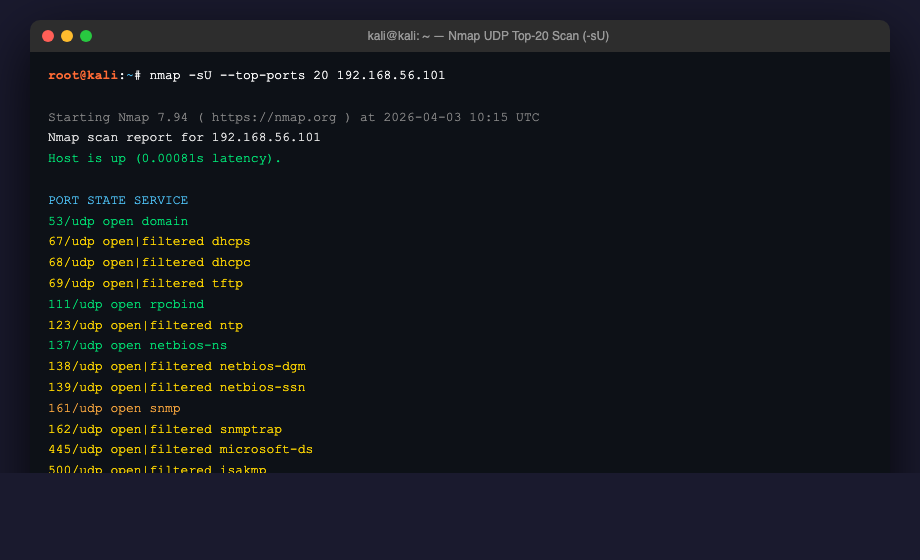 kali@kali: ~ — Nmap UDP Top-20 Scan (-sU)
root@kali:~# nmap -sU --top-ports 20 192.168.56.101
Starting Nmap 7.94 ( https://nmap.org ) at 2026-04-03 10:15 UTC
Nmap scan report for 192.168.56.101
Host is up (0.00081s latency).
PORT STATE SERVICE
53/udp open domain
67/udp open|filtered dhcps
68/udp open|filtered dhcpc
69/udp open|filtered tftp
111/udp open rpcbind
123/udp open|filtered ntp
137/udp open netbios-ns
138/udp open|filtered netbios-dgm
139/udp open|filtered netbios-ssn
161/udp open snmp
162/udp open|filtered snmptrap
445/udp open|filtered microsoft-ds
500/udp open|filtered isakmp